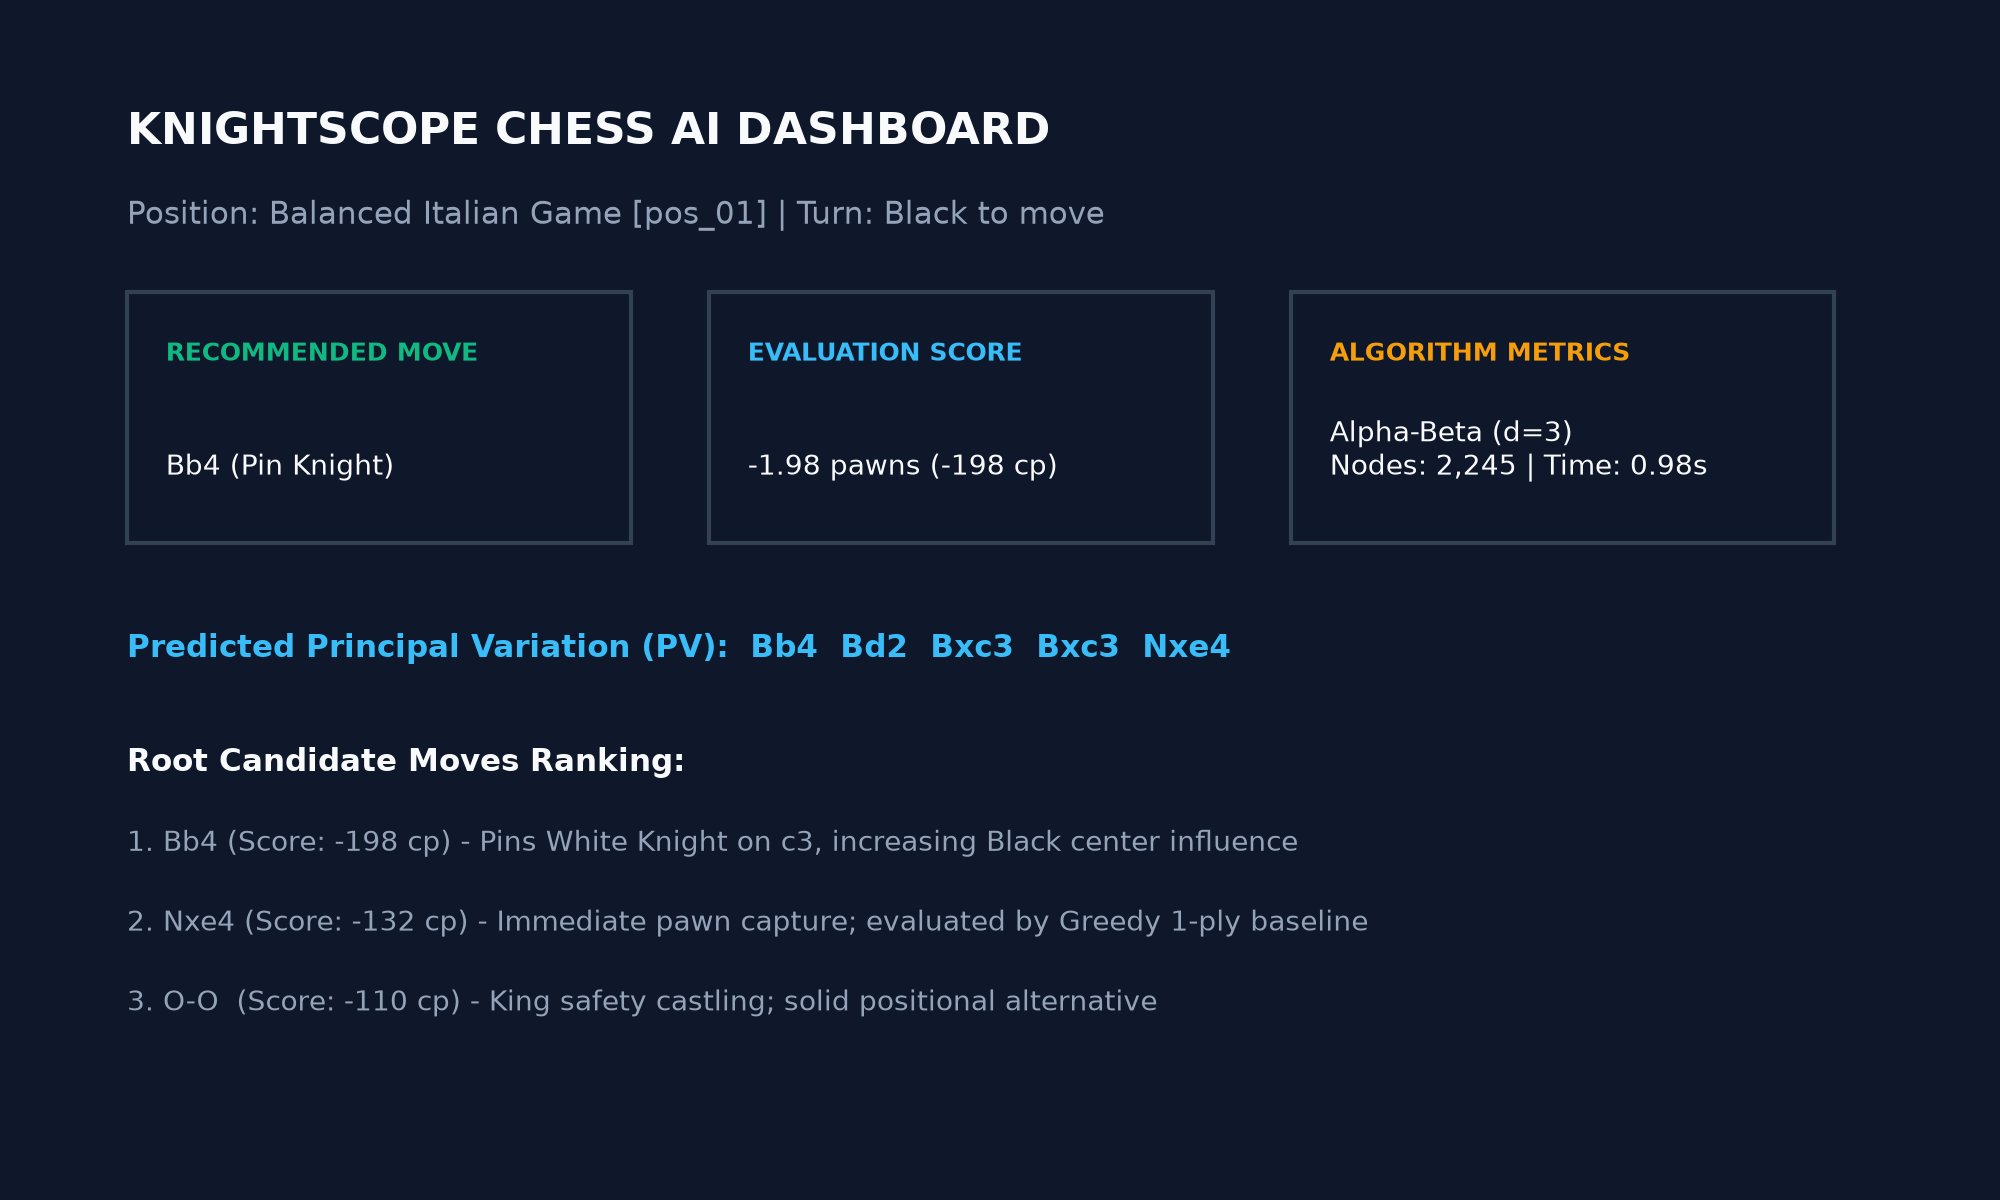 KNIGHTSCOPE CHESS AI DASHBOARD
Position: Balanced Italian Game [pos_01] | Turn: Black to move
RECOMMENDED MOVE
Bb4 (Pin Knight)
EVALUATION SCORE
-1.98 pawns (-198 cp)
ALGORITHM METRICS
Alpha-Beta (d=3)
Nodes: 2,245 | Time: 0.98s
Predicted Principal Variation (PV):  Bb4  Bd2  Bxc3  Bxc3  Nxe4
Root Candidate Moves Ranking:
1. Bb4 (Score: -198 cp) - Pins White Knight on c3, increasing Black center influence
2. Nxe4 (Score: -132 cp) - Immediate pawn capture; evaluated by Greedy 1-ply baseline
3. O-O  (Score: -110 cp) - King safety castling; solid positional alternative